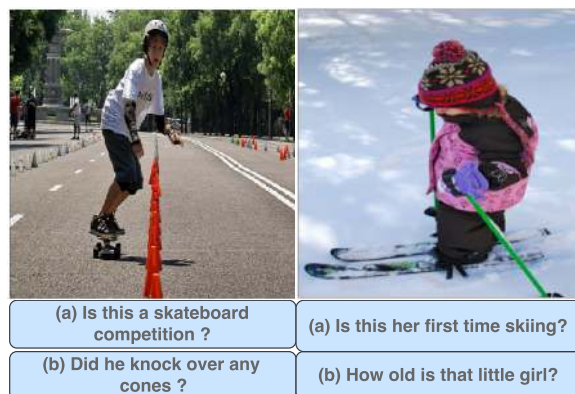 (a) Is this a skateboard
competition ?
(b) Did he knock over any
cones ?
(a) Is this her first time skiing?
(b) How old is that little girl?